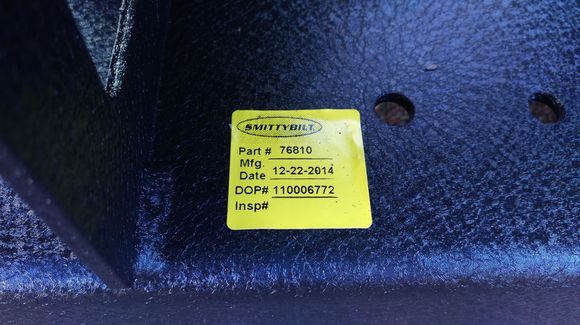 SMITTYBILT.
Part # 76810
Mfg.
Date 12-22-2014
DOP# 110006772
Insp#